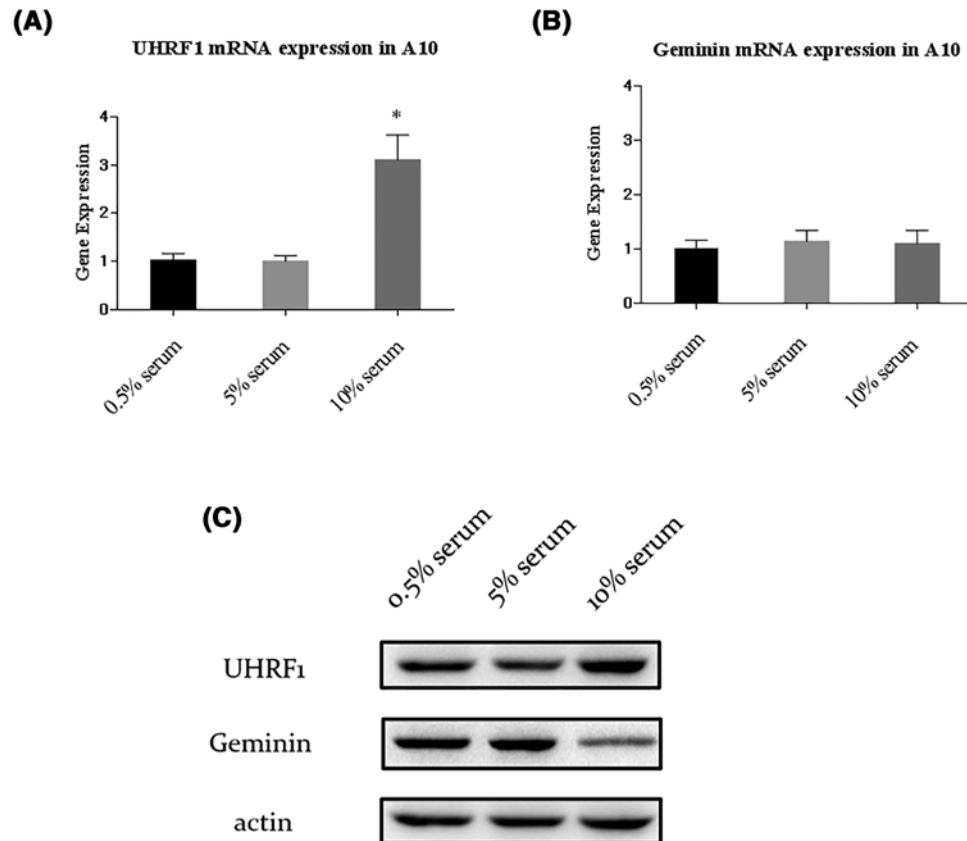 (A)
UHRF1 mRNA expression in A10
Gene Expression
4
3
2
1
0
*
0.5% serum
5% serum
10% serum
(B)
Geminin mRNA expression in A10
Gene Expression
4
3
2
1
0
0.5% serum
5% serum
10% serum
(C)
0.5% serum
5% serum
10% serum
UHRF1
Geminin
actin